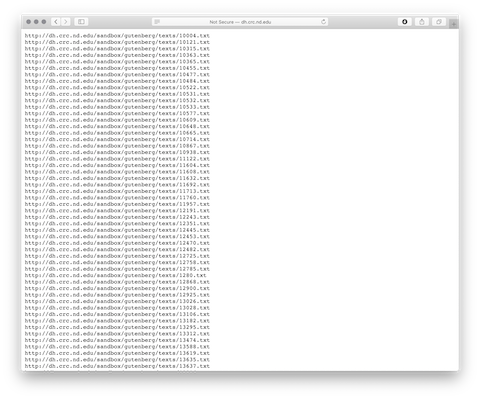 Not Secure — dh.crc.nd.edu
http://dh.crc.nd.edu/sandbox/gutenberg/texts/10004.txt
http://dh.crc.nd.edu/sandbox/gutenberg/texts/10121.txt
http://dh.crc.nd.edu/sandbox/gutenberg/texts/10315.txt
http://dh.crc.nd.edu/sandbox/gutenberg/texts/10363.txt
http://dh.crc.nd.edu/sandbox/gutenberg/texts/10365.txt
http://dh.crc.nd.edu/sandbox/gutenberg/texts/10455.txt
http://dh.crc.nd.edu/sandbox/gutenberg/texts/10477.txt
http://dh.crc.nd.edu/sandbox/gutenberg/texts/10484.txt
http://dh.crc.nd.edu/sandbox/gutenberg/texts/10522.txt
http://dh.crc.nd.edu/sandbox/gutenberg/texts/10531.txt
http://dh.crc.nd.edu/sandbox/gutenberg/texts/10532.txt
http://dh.crc.nd.edu/sandbox/gutenberg/texts/10533.txt
http://dh.crc.nd.edu/sandbox/gutenberg/texts/10577.txt
http://dh.crc.nd.edu/sandbox/gutenberg/texts/10609.txt
http://dh.crc.nd.edu/sandbox/gutenberg/texts/10648.txt
http://dh.crc.nd.edu/sandbox/gutenberg/texts/10665.txt
http://dh.crc.nd.edu/sandbox/gutenberg/texts/10714.txt
http://dh.crc.nd.edu/sandbox/gutenberg/texts/10867.txt
http://dh.crc.nd.edu/sandbox/gutenberg/texts/10938.txt
http://dh.crc.nd.edu/sandbox/gutenberg/texts/11122.txt
http://dh.crc.nd.edu/sandbox/gutenberg/texts/11604.txt
http://dh.crc.nd.edu/sandbox/gutenberg/texts/11608.txt
http://dh.crc.nd.edu/sandbox/gutenberg/texts/11632.txt
http://dh.crc.nd.edu/sandbox/gutenberg/texts/11692.txt
http://dh.crc.nd.edu/sandbox/gutenberg/texts/11713.txt
http://dh.crc.nd.edu/sandbox/gutenberg/texts/11760.txt
http://dh.crc.nd.edu/sandbox/gutenberg/texts/11957.txt
http://dh.crc.nd.edu/sandbox/gutenberg/texts/12191.txt
http://dh.crc.nd.edu/sandbox/gutenberg/texts/12243.txt
http://dh.crc.nd.edu/sandbox/gutenberg/texts/12351.txt
http://dh.crc.nd.edu/sandbox/gutenberg/texts/12445.txt
http://dh.crc.nd.edu/sandbox/gutenberg/texts/12453.txt
http://dh.crc.nd.edu/sandbox/gutenberg/texts/12470.txt
http://dh.crc.nd.edu/sandbox/gutenberg/texts/12682.txt
http://dh.crc.nd.edu/sandbox/gutenberg/texts/12725.txt
http://dh.crc.nd.edu/sandbox/gutenberg/texts/12758.txt
http://dh.crc.nd.edu/sandbox/gutenberg/texts/12785.txt
http://dh.crc.nd.edu/sandbox/gutenberg/texts/1280.txt
http://dh.crc.nd.edu/sandbox/gutenberg/texts/12868.txt
http://dh.crc.nd.edu/sandbox/gutenberg/texts/12900.txt
http://dh.crc.nd.edu/sandbox/gutenberg/texts/12925.txt
http://dh.crc.nd.edu/sandbox/gutenberg/texts/13026.txt
http://dh.crc.nd.edu/sandbox/gutenberg/texts/13028.txt
http://dh.crc.nd.edu/sandbox/gutenberg/texts/13106.txt
http://dh.crc.nd.edu/sandbox/gutenberg/texts/13182.txt
http://dh.crc.nd.edu/sandbox/gutenberg/texts/13295.txt
http://dh.crc.nd.edu/sandbox/gutenberg/texts/13312.txt
http://dh.crc.nd.edu/sandbox/gutenberg/texts/13474.txt
http://dh.crc.nd.edu/sandbox/gutenberg/texts/13588.txt
http://dh.crc.nd.edu/sandbox/gutenberg/texts/13619.txt
http://dh.crc.nd.edu/sandbox/gutenberg/texts/13635.txt
http://dh.crc.nd.edu/sandbox/gutenberg/texts/13637.txt